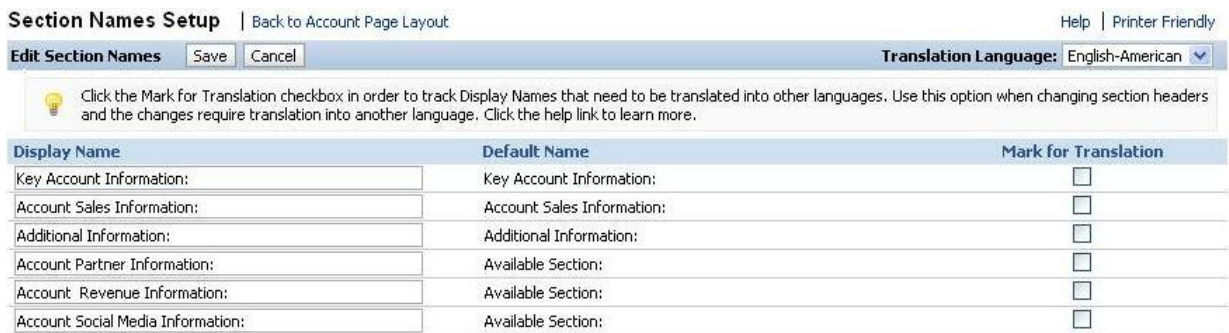 Section Names Setup | Back to Account Page Layout Help | Printer Friendly
Edit Section Names Save Cancel Translation Language: English-American
Click the Mark for Translation checkbox in order to track Display Names that need to be translated into other languages. Use this option when changing section headers
and the changes require translation into another language. Click the help link to learn more.
Display Name Default Name Mark for Translation
Key Account Information: Key Account Information:
Account Sales Information: Account Sales Information:
Additional Information: Additional Information:
Account Partner Information: Available Section:
Account Revenue Information: Available Section:
Account Social Media Information: Available Section: